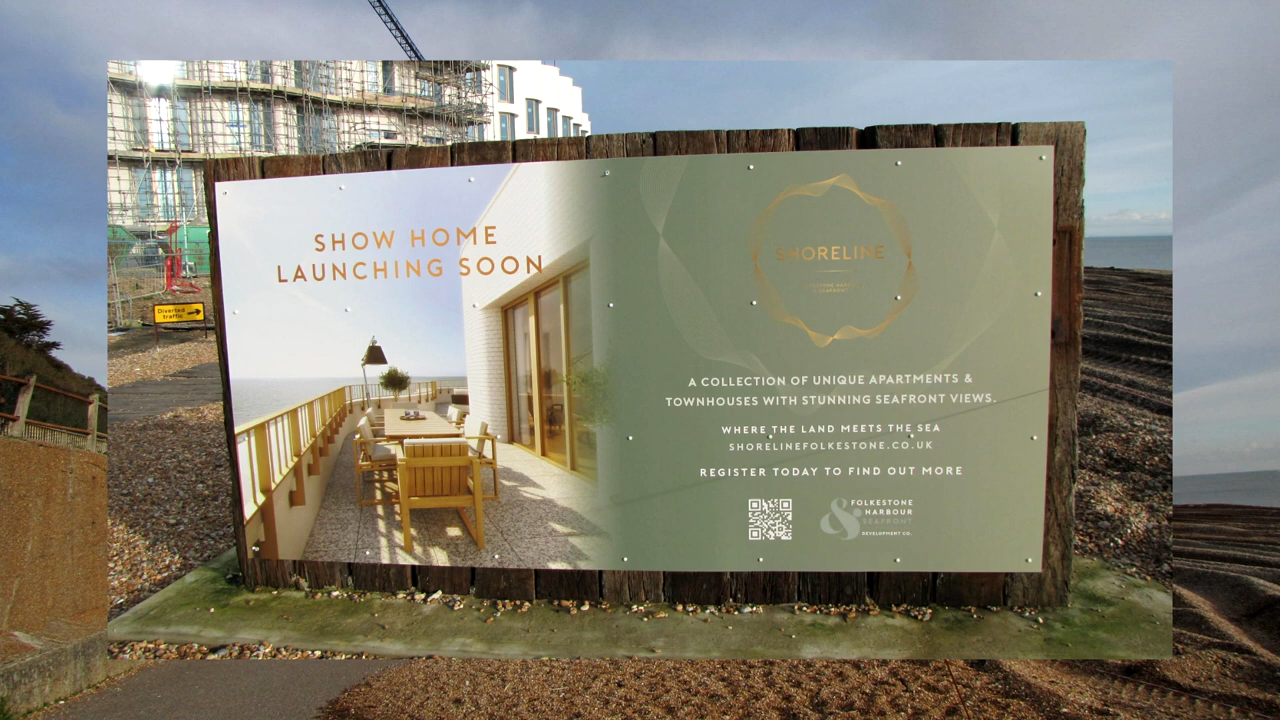 SHOW HOME
LAUNCHING SOON
Diverted
traffic
SHORELINE
A COLLECTION OF UNIQUE APARTMENTS &
TOWNHOUSES WITH STUNNING SEAFRONT VIEWS.
WHERE THE LAND MEETS THE SEA
SHORELINEFOLKESTONE.CO.UK
REGISTER TODAY TO FIND OUT MORE
& FOLKESTONE
HARBOUR
SEAFRONT
DEVELOPMENT CO.